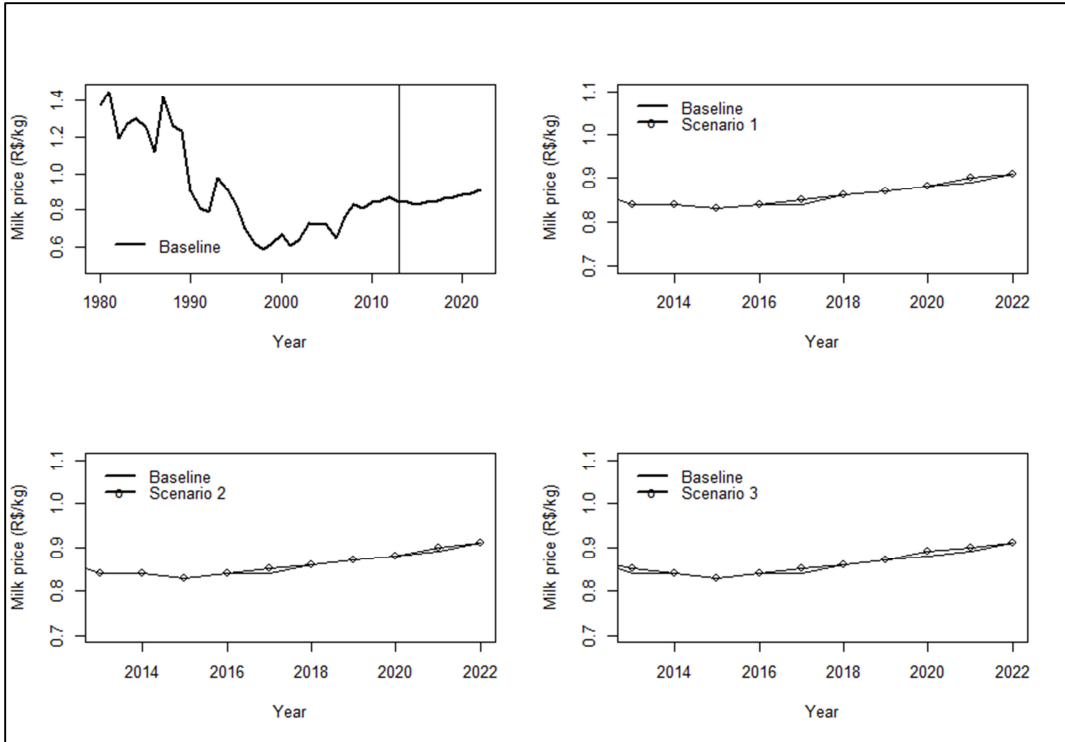 Milk price (R$/kg)
1.4
1.2
1.0
0.8
0.6
Baseline
1980 1990 2000 2010 2020
Year
Milk price (R$/kg)
1.1
1.0
0.9
0.8
0.7
Baseline
Scenario 1
2014 2016 2018 2020 2022
Year
Milk price (R$/kg)
1.1
1.0
0.9
0.8
0.7
Baseline
Scenario 2
2014 2016 2018 2020 2022
Year
Milk price (R$/kg)
1.1
1.0
0.9
0.8
0.7
Baseline
Scenario 3
2014 2016 2018 2020 2022
Year